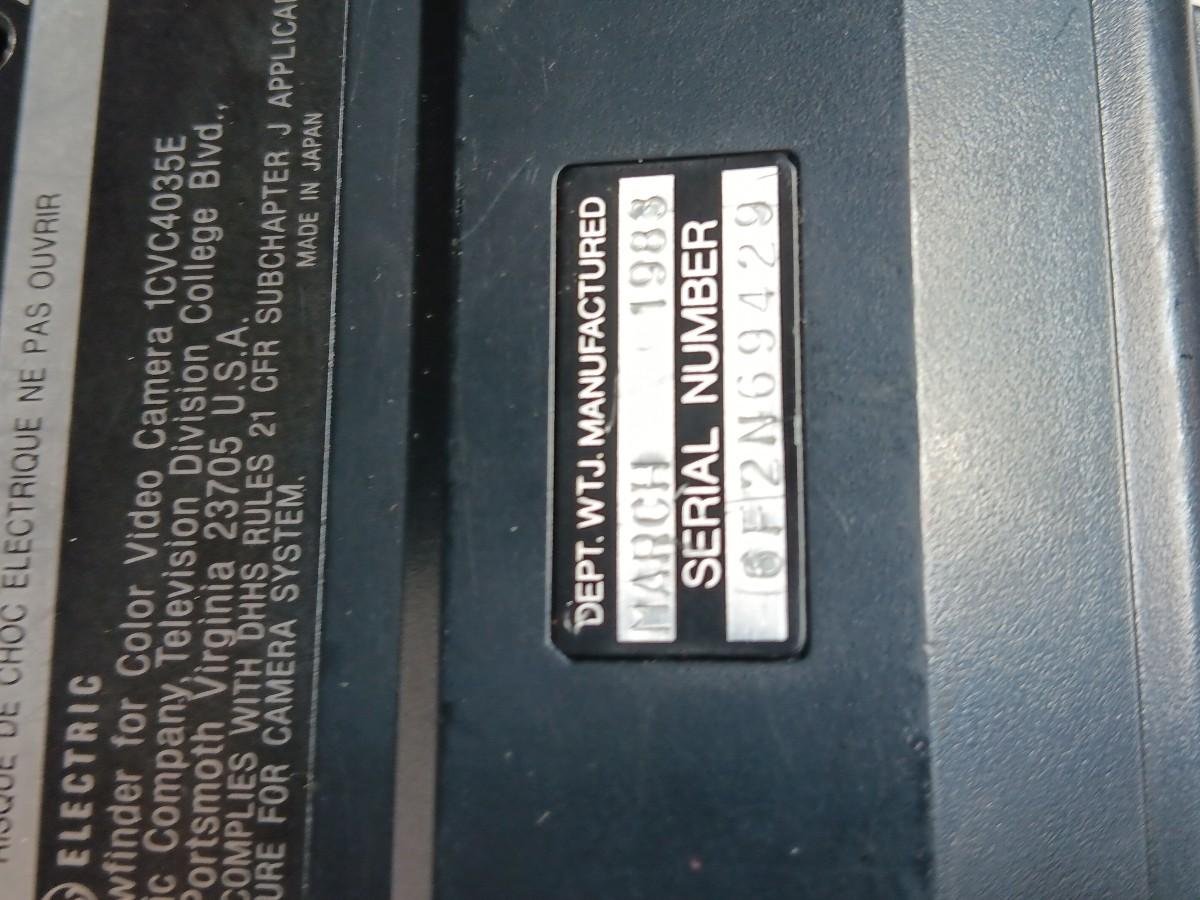 RISQUE DE CHOC ELECTRIQUE NE PAS OUVRIR
ELECTRIC
wfinder for Color Video Camera 1CVC4035E
ic Company, Television Division College Blvd.,
Portsmouth Virginia 23705 U.S.A.
COMPLIES WITH DHHS RULES 21 CFR SUBCHAPTER J APPLICA
URE FOR CAMERA SYSTEM.
MADE IN JAPAN
DEPT. WTJ. MANUFACTURED
MARCH 1983
SERIAL NUMBER
6F2N69429